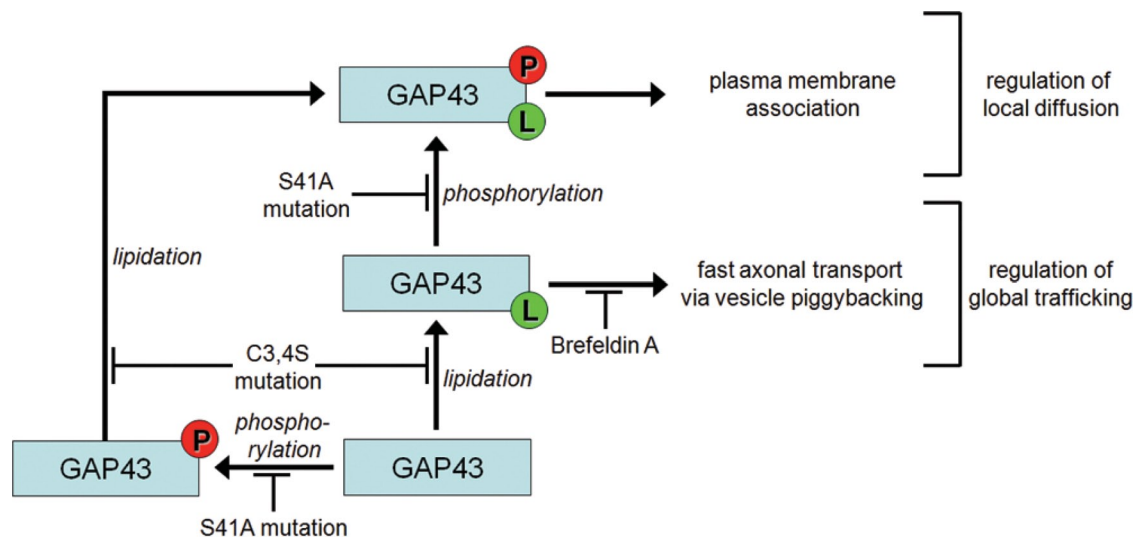 GAP43
P
L
plasma membrane
association
regulation of
local diffusion
S41A
mutation
phosphorylation
lipidation
GAP43
L
fast axonal transport
via vesicle piggybacking
regulation of
global trafficking
Brefeldin A
C3,4S
mutation
lipidation
phospho-
rylation
GAP43
P
GAP43
S41A mutation